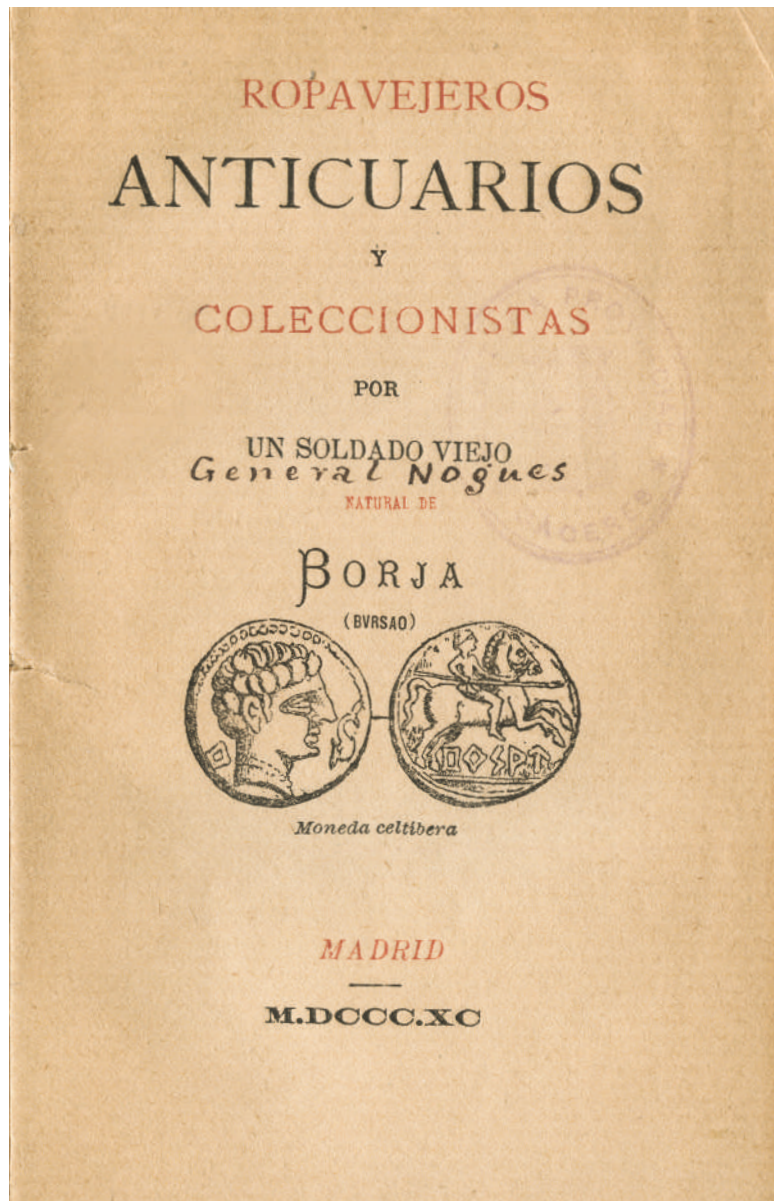 ROPAVEJEROS
ANTICUARIOS
Y
COLECCIONISTAS
POR
UN SOLDADO VIEJO
General Nogues
NATURAL DE
BORJA
(BVRSAO)
Moneda celtibera
MADRID
M.DCCC.XC